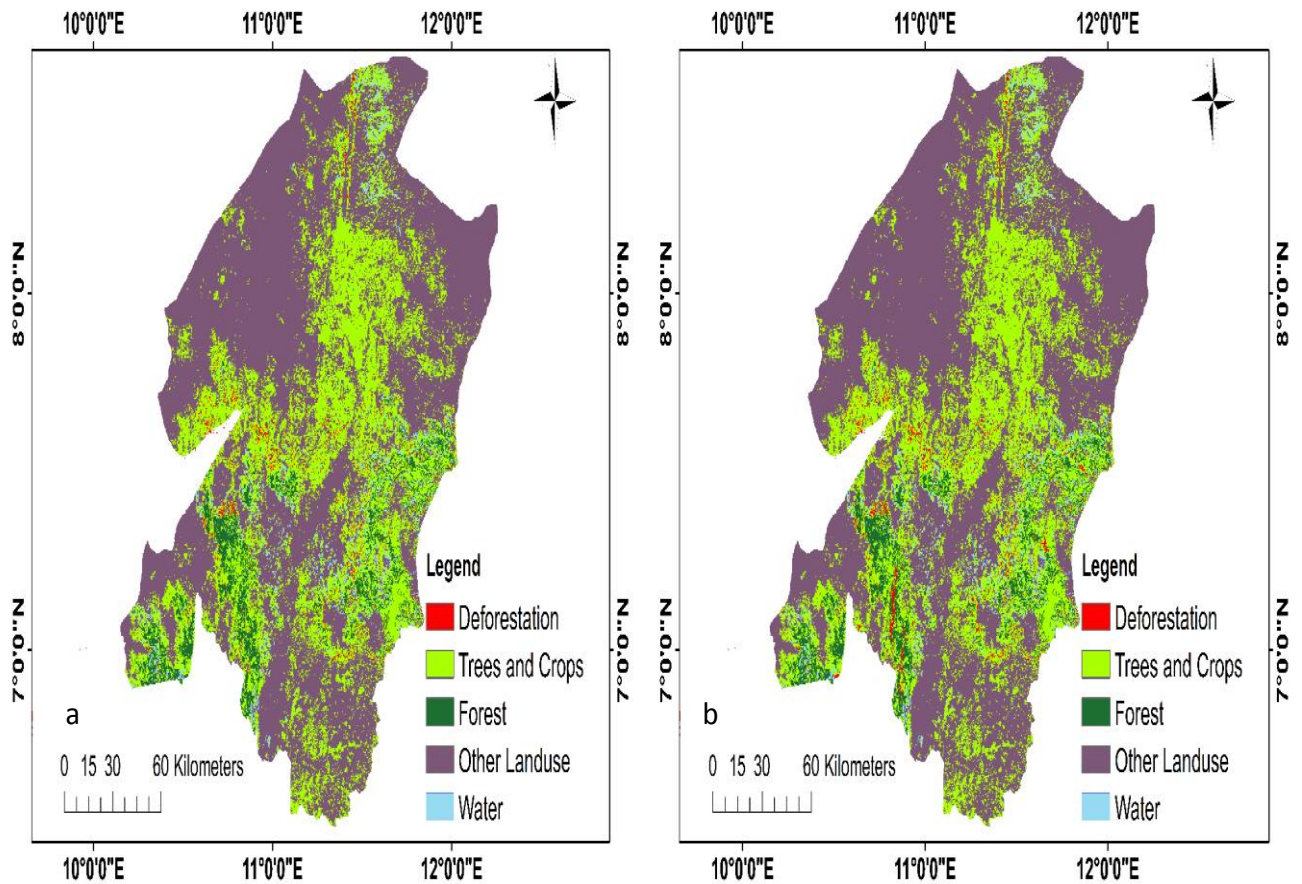 10°0'0"E 11°0'0"E 12°0'0"E
8°0'0"N 8°0'0"N
7°0'0"N 7°0'0"N
Legend
Deforestation
Trees and Crops
Forest
Other Landuse
Water
a
0 15 30 60 Kilometers
10°0'0"E 11°0'0"E 12°0'0"E
10°0'0"E 11°0'0"E 12°0'0"E
8°0'0"N 8°0'0"N
7°0'0"N 7°0'0"N
Legend
Deforestation
Trees and Crops
Forest
Other Landuse
Water
b
0 15 30 60 Kilometers
10°0'0"E 11°0'0"E 12°0'0"E